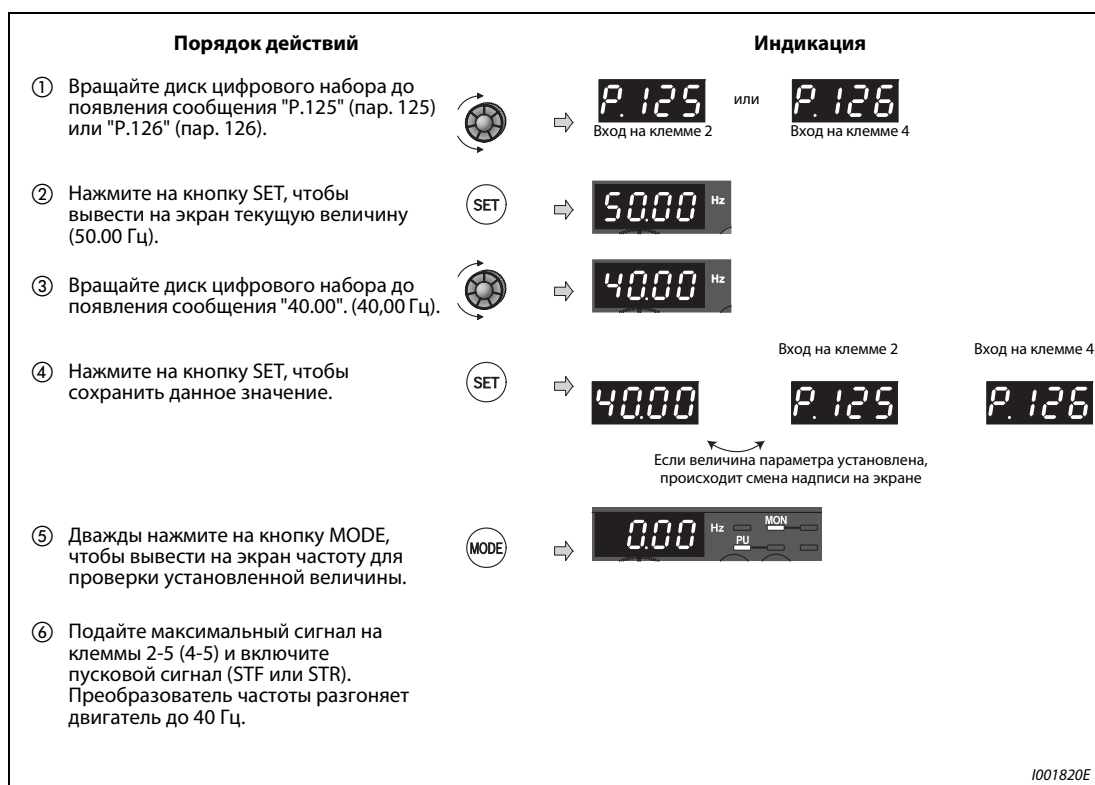 Порядок действий
Индикация
① Вращайте диск цифрового набора до
появления сообщения "P.125" (пар. 125)
или "P.126" (пар. 126).
P. 125
или
P. 126
Вход на клемме 2
Вход на клемме 4
② Нажмите на кнопку SET, чтобы
вывести на экран текущую величину
(50.00 Гц).
SET
50.00 Hz
③ Вращайте диск цифрового набора до
появления сообщения "40.00". (40,00 Гц).
40.00 Hz
Вход на клемме 2
Вход на клемме 4
④ Нажмите на кнопку SET, чтобы
сохранить данное значение.
SET
40.00
P. 125
P. 126
Если величина параметра установлена,
происходит смена надписи на экране
⑤ Дважды нажмите на кнопку MODE,
чтобы вывести на экран частоту для
проверки установленной величины.
MODE
0.00 Hz
MON
PU
⑥ Подайте максимальный сигнал на
клеммы 2-5 (4-5) и включите
пусковой сигнал (STF или STR).
Преобразователь частоты разгоняет
двигатель до 40 Гц.
I001820E